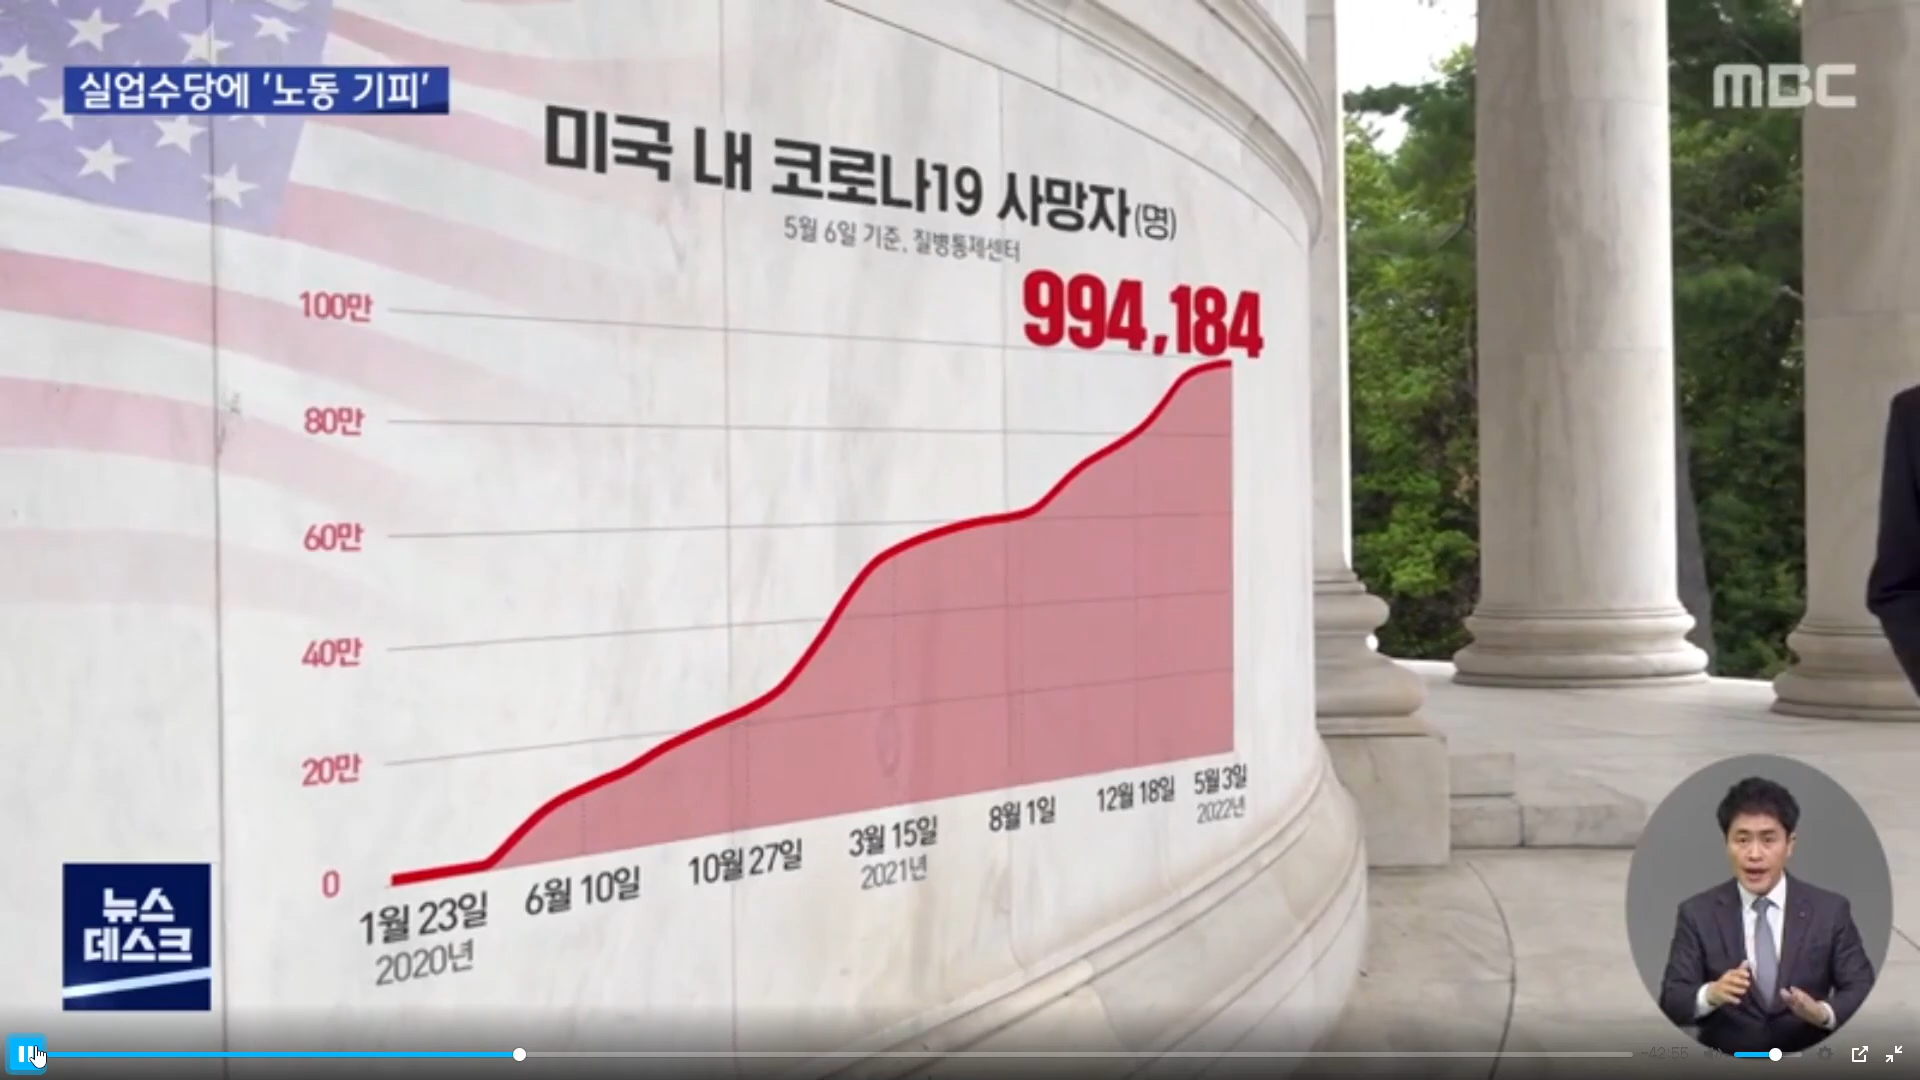 실업수당에 '노동 기피'
MBC
미국 내 코로나19 사망자(명)
5월 6일 기준, 질병통제센터
994,184
100만
80만
60만
40만
20만
0
1월 23일
2020년
6월 10일
10월 27일
3월 15일
2021년
8월 1일
12월 18일
5월 3일
2022년
뉴스
데스크
-42:55